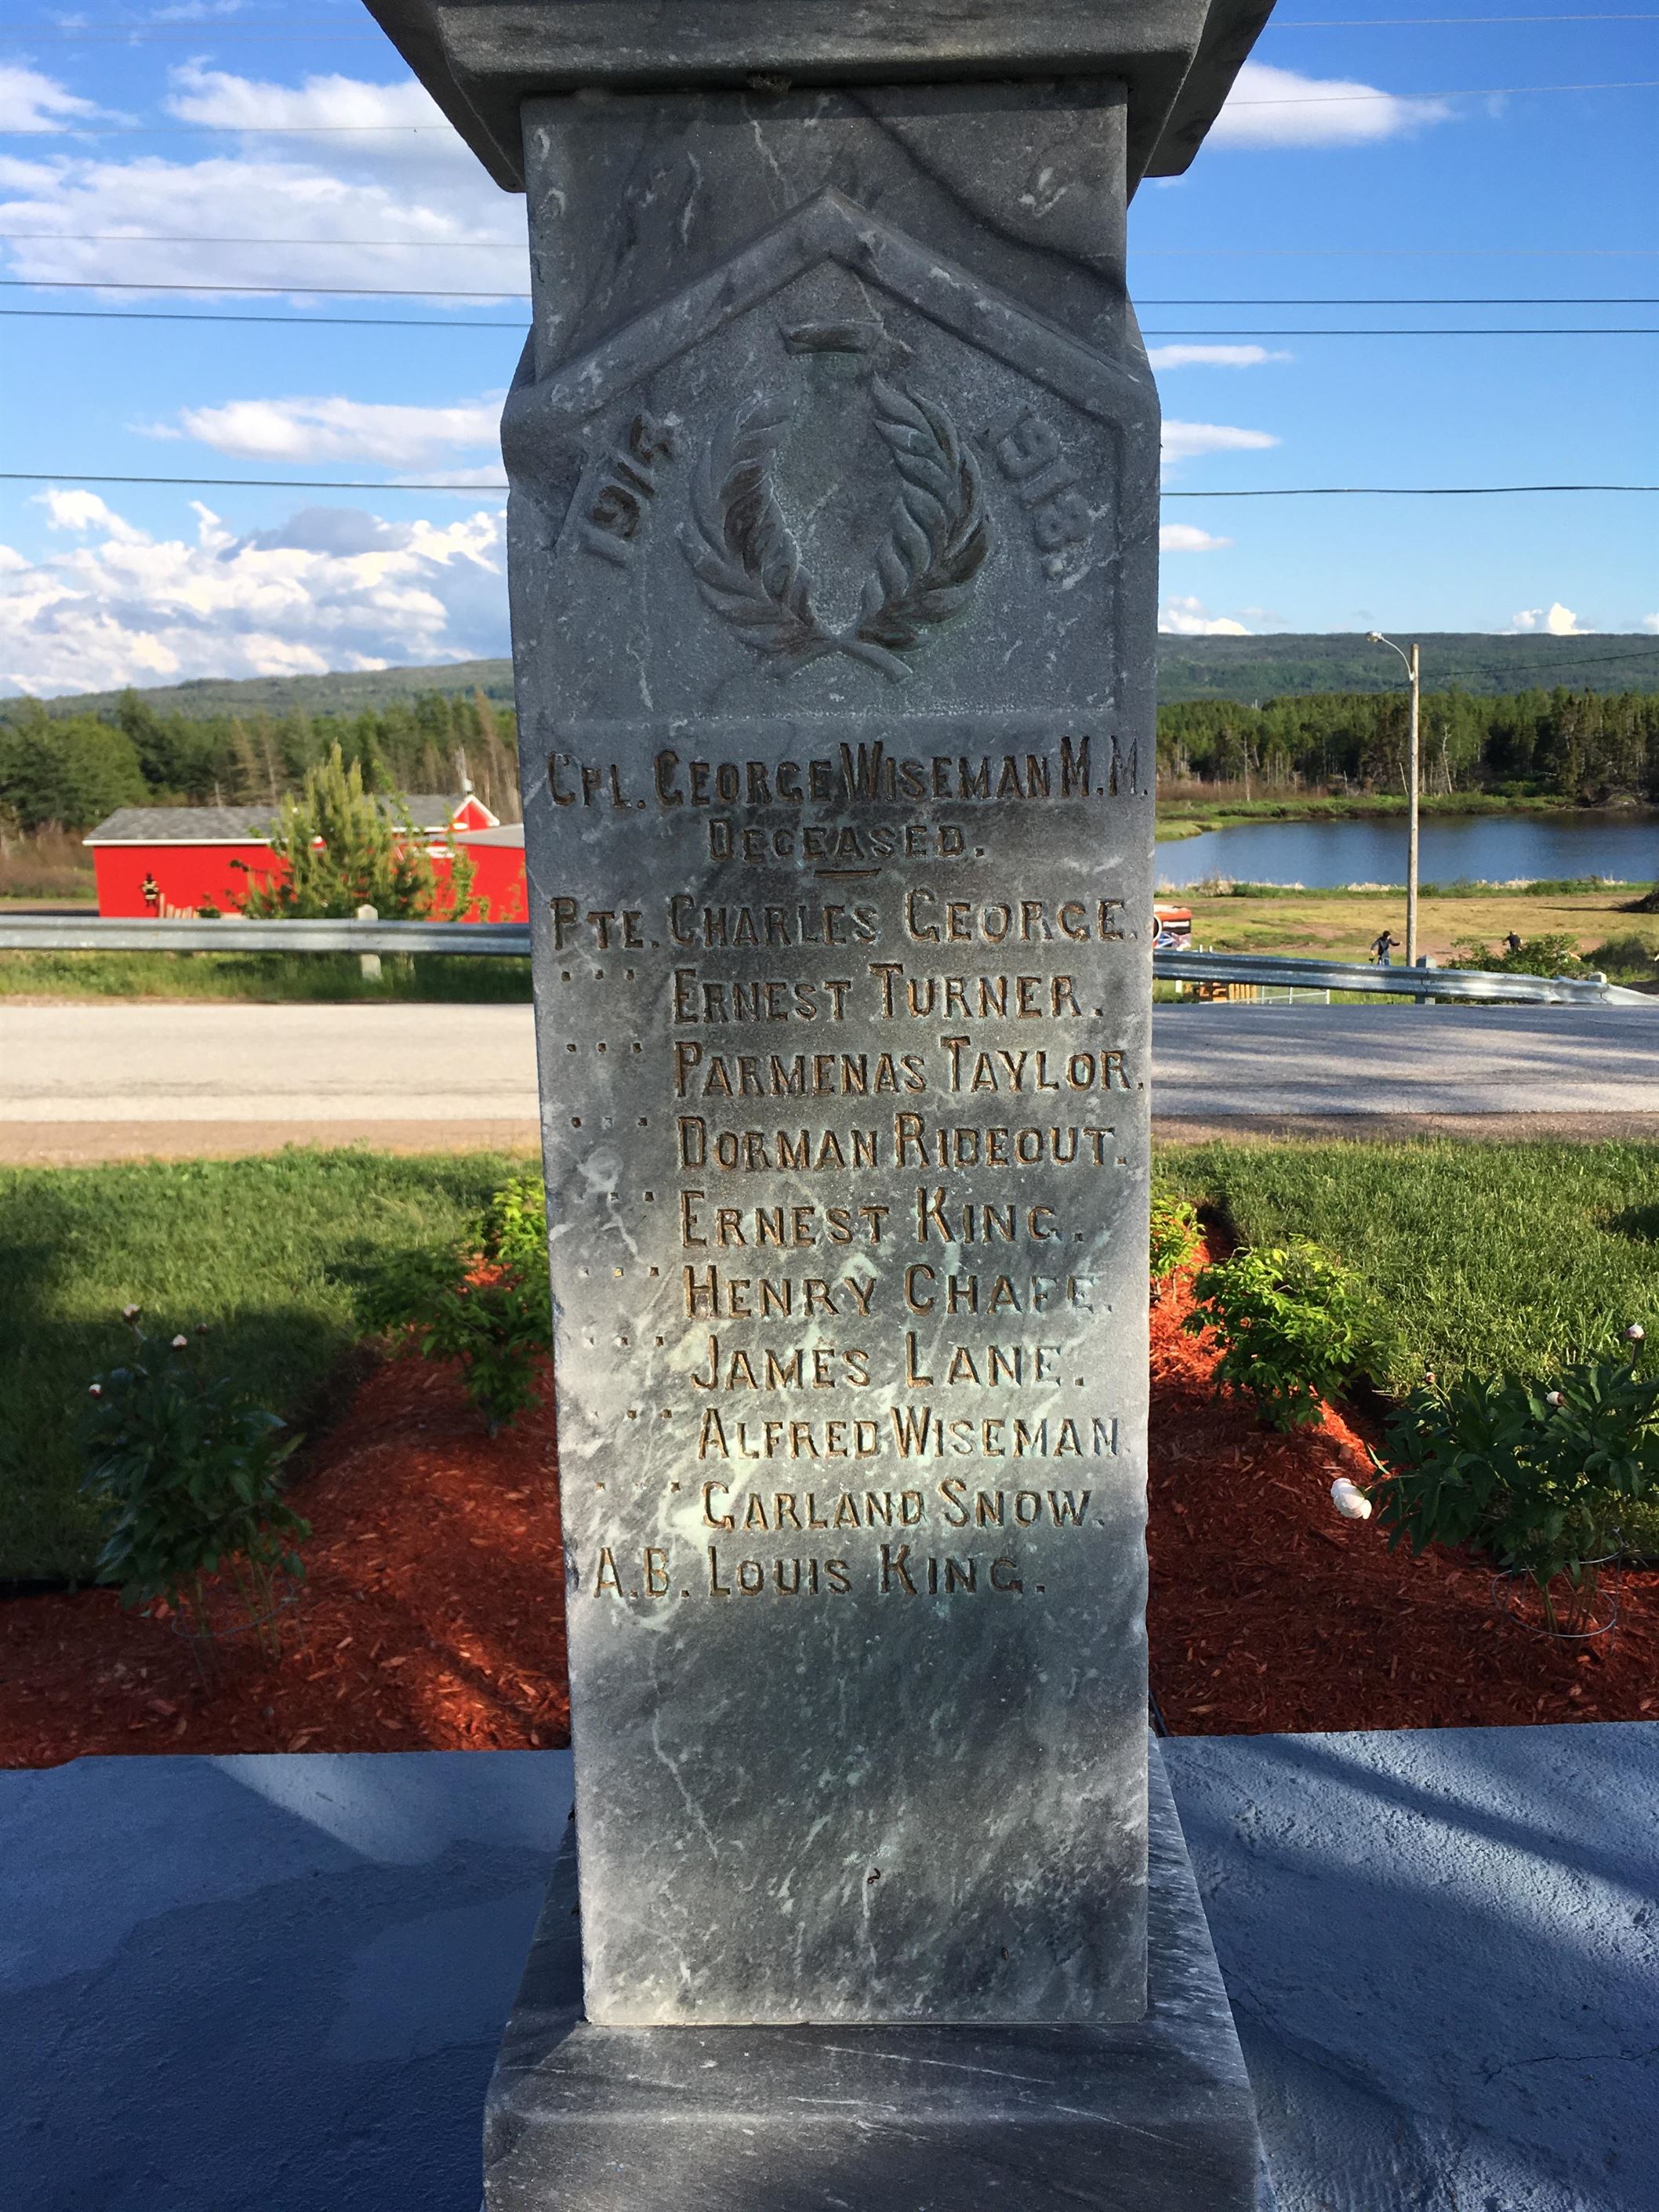 1914 1918.
CPL. GEORGE WISEMAN M.M.
DECEASED.
PTE. CHARLES GEORGE.
''' ERNEST TURNER.
''' PARMENAS TAYLOR.
''' DORMAN RIDEOUT.
''' ERNEST KING.
''' HENRY CHAFE.
''' JAMES LANE.
''' ALFRED WISEMAN
''' GARLAND SNOW.
A.B. LOUIS KING.